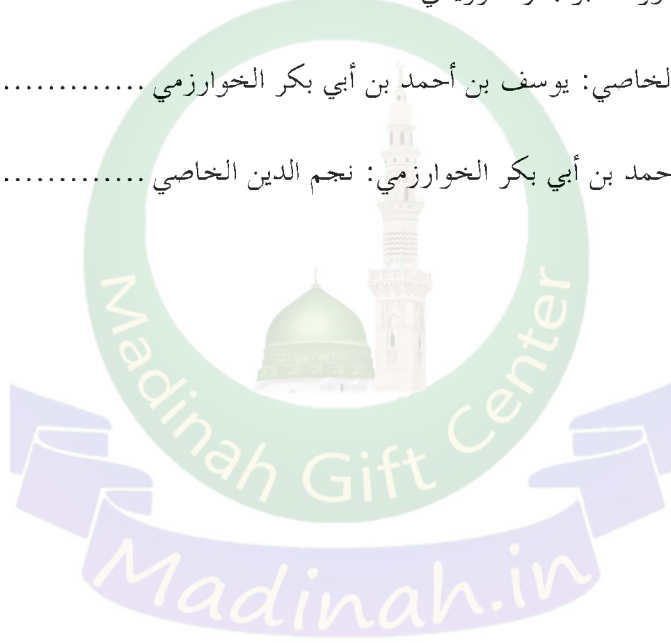 لخاصي: يوسف بن أحمد بن أبي بكر الخوارزمي .............
حمد بن أبي بكر الخوارزمي: نجم الدين الخاصي .............
Madinah Gift Center
Madinah.in